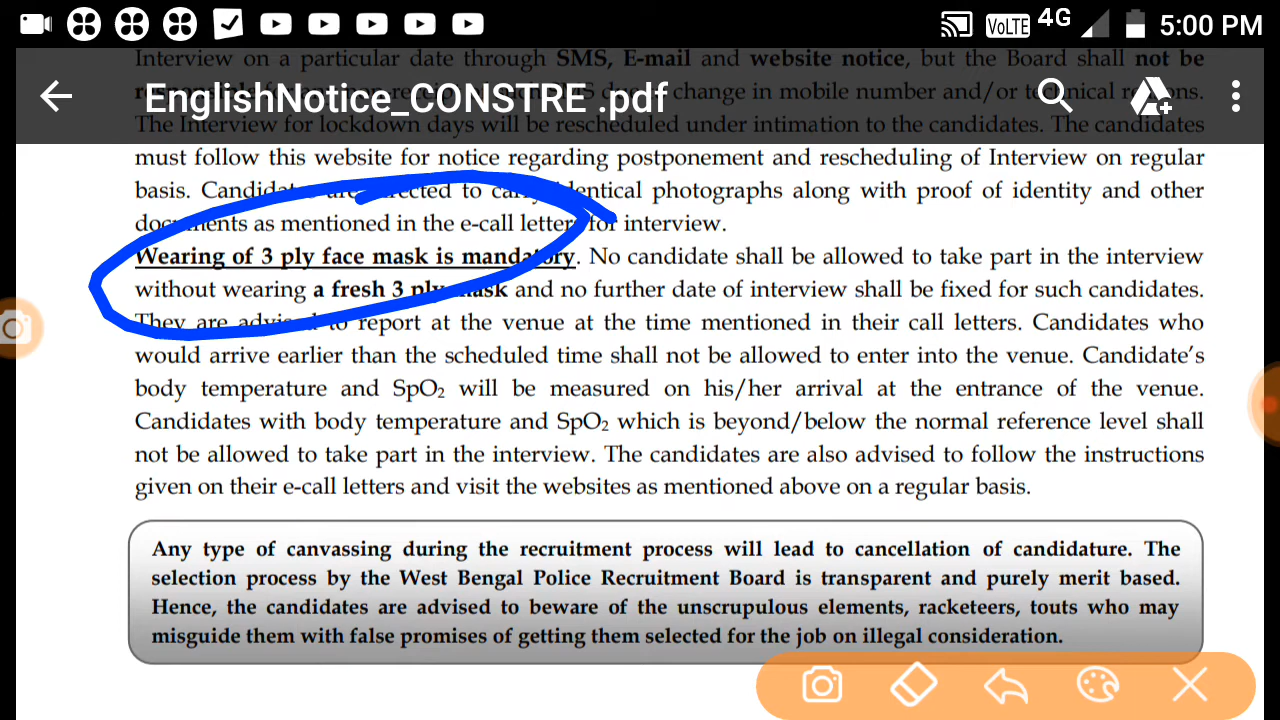 VoLTE 4G 5:00 PM
Interview on a particular date through SMS, E-mail and website notice, but the Board shall not be
EnglishNotice_CONSTRE .pdf
change in mobile number and/or
The Interview for lockdown days will be rescheduled under intimation to the candidates. The candidates
must follow this website for notice regarding postponement and rescheduling of Interview on regular
basis. Candidates are directed to carry identical photographs along with proof of identity and other
documents as mentioned in the e-call letters for interview.
Wearing of 3 ply face mask is mandatory. No candidate shall be allowed to take part in the interview
without wearing a fresh 3 ply mask and no further date of interview shall be fixed for such candidates.
They are advised to report at the venue at the time mentioned in their call letters. Candidates who
would arrive earlier than the scheduled time shall not be allowed to enter into the venue. Candidate's
body temperature and SpO₂ will be measured on his/her arrival at the entrance of the venue.
Candidates with body temperature and SpO₂ which is beyond/below the normal reference level shall
not be allowed to take part in the interview. The candidates are also advised to follow the instructions
given on their e-call letters and visit the websites as mentioned above on a regular basis.
Any type of canvassing during the recruitment process will lead to cancellation of candidature. The
selection process by the West Bengal Police Recruitment Board is transparent and purely merit based.
Hence, the candidates are advised to beware of the unscrupulous elements, racketeers, touts who may
misguide them with false promises of getting them selected for the job on illegal consideration.